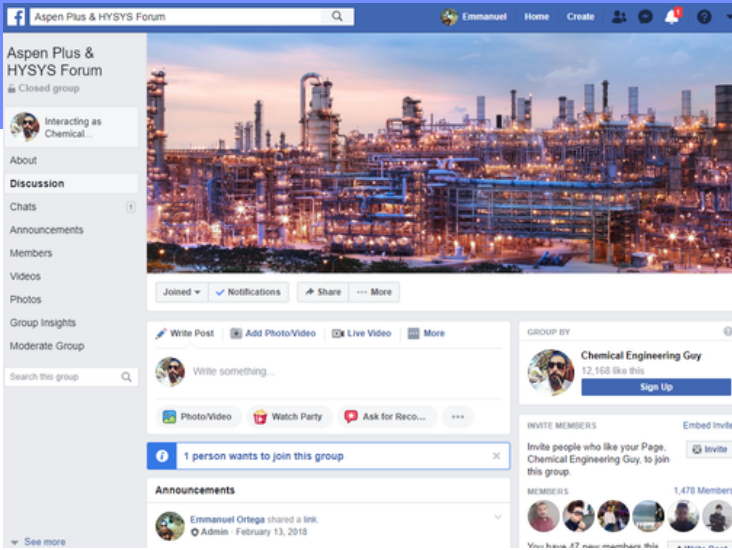 Aspen Plus & HYSYS Forum
Emmanuel Home Create
1
Aspen Plus &
HYSYS Forum
Closed group
Interacting as
Chemical...
About
Discussion
Chats 1
Announcements
Members
Videos
Photos
Group Insights
Moderate Group
Search this group
See more
Joined Notifications Share More
Write Post Add Photo/Video Live Video More
Write something...
Photo/Video Watch Party Ask for Reco...
1 person wants to join this group
Announcements
Emmanuel Ortega shared a link.
Admin · February 13, 2018
GROUP BY
Chemical Engineering Guy
12,168 like this
Sign Up
INVITE MEMBERS Embed Invite
Invite people who like your Page,
Chemical Engineering Guy, to join
this group.
Invite
MEMBERS 1,478 Members
You have 47 new members this
Write Post